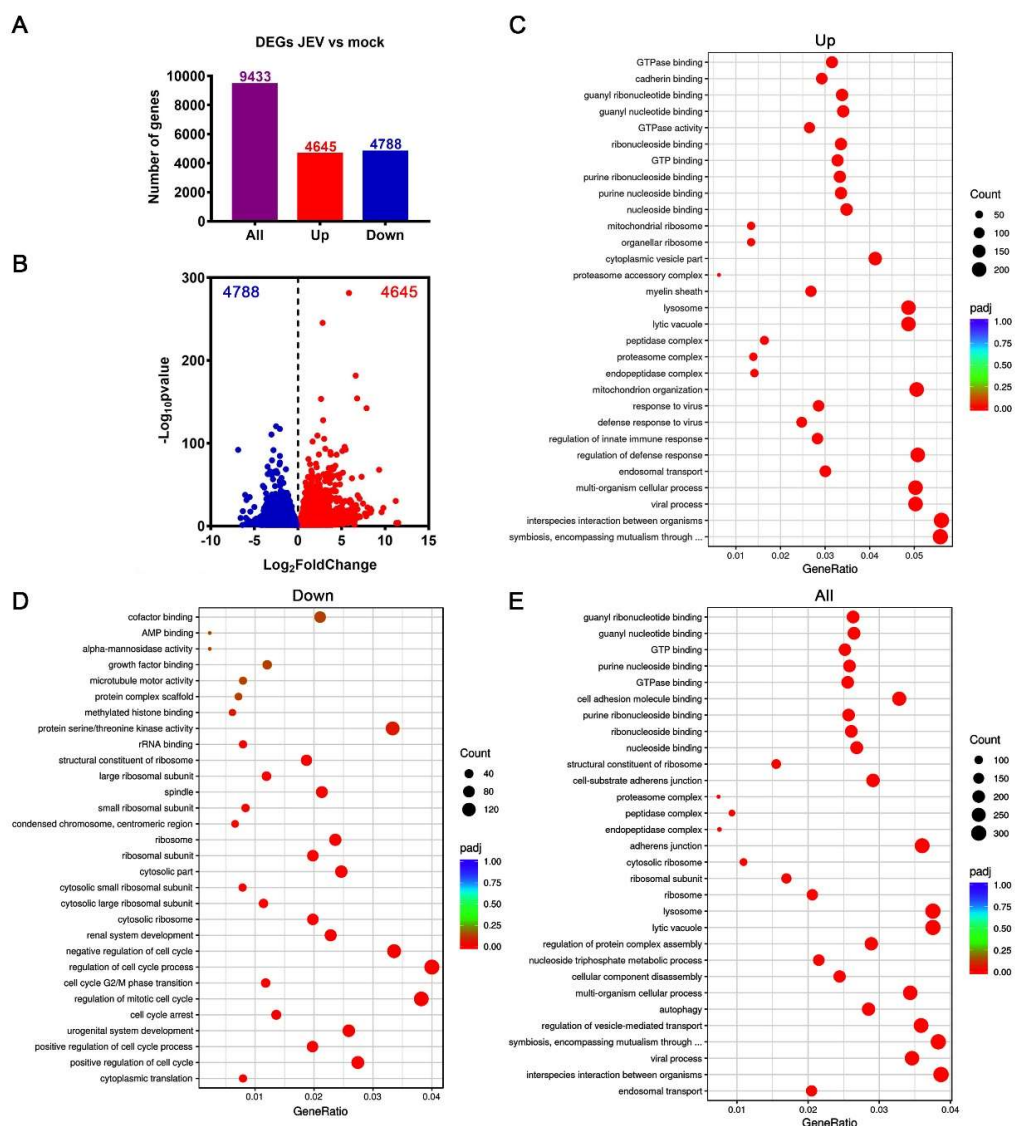 A
DEGs JEV vs mock
Number of genes
10000
8000
6000
4000
2000
0
9433
4645
4788
All
Up
Down
B
4788
4645
300
200
100
0
-Log10pvalue
-10
-5
0
5
10
15
Log2FoldChange
C
Up
GTPase binding
cadherin binding
guanyl ribonucleotide binding
guanyl nucleotide binding
GTPase activity
ribonucleoside binding
GTP binding
purine ribonucleoside binding
purine nucleoside binding
nucleoside binding
mitochondrial ribosome
organellar ribosome
cytoplasmic vesicle part
proteasome accessory complex
myelin sheath
lysosome
lytic vacuole
peptidase complex
proteasome complex
endopeptidase complex
mitochondrion organization
response to virus
defense response to virus
regulation of innate immune response
regulation of defense response
endosomal transport
multi-organism cellular process
viral process
interspecies interaction between organisms
symbiosis, encompassing mutualism through ...
0.01
0.02
0.03
0.04
0.05
GeneRatio
Count
50
100
150
200
padj
1.00
0.75
0.50
0.25
0.00
D
Down
cofactor binding
AMP binding
alpha-mannosidase activity
growth factor binding
microtubule motor activity
protein complex scaffold
methylated histone binding
protein serine/threonine kinase activity
rRNA binding
structural constituent of ribosome
large ribosomal subunit
spindle
small ribosomal subunit
condensed chromosome, centromeric region
ribosome
ribosomal subunit
cytosolic part
cytosolic small ribosomal subunit
cytosolic large ribosomal subunit
cytosolic ribosome
renal system development
negative regulation of cell cycle
regulation of cell cycle process
cell cycle G2/M phase transition
regulation of mitotic cell cycle
cell cycle arrest
urogenital system development
positive regulation of cell cycle process
positive regulation of cell cycle
cytoplasmic translation
0.01
0.02
0.03
0.04
GeneRatio
Count
40
80
120
padj
1.00
0.75
0.50
0.25
0.00
E
All
guanyl ribonucleotide binding
guanyl nucleotide binding
GTP binding
purine nucleoside binding
GTPase binding
cell adhesion molecule binding
purine ribonucleoside binding
ribonucleoside binding
nucleoside binding
structural constituent of ribosome
cell-substrate adherens junction
proteasome complex
peptidase complex
endopeptidase complex
adherens junction
cytosolic ribosome
ribosomal subunit
ribosome
lysosome
lytic vacuole
regulation of protein complex assembly
nucleoside triphosphate metabolic process
cellular component disassembly
multi-organism cellular process
autophagy
regulation of vesicle-mediated transport
symbiosis, encompassing mutualism through ...
viral process
interspecies interaction between organisms
endosomal transport
0.01
0.02
0.03
0.04
GeneRatio
Count
100
150
200
250
300
padj
1.00
0.75
0.50
0.25
0.00